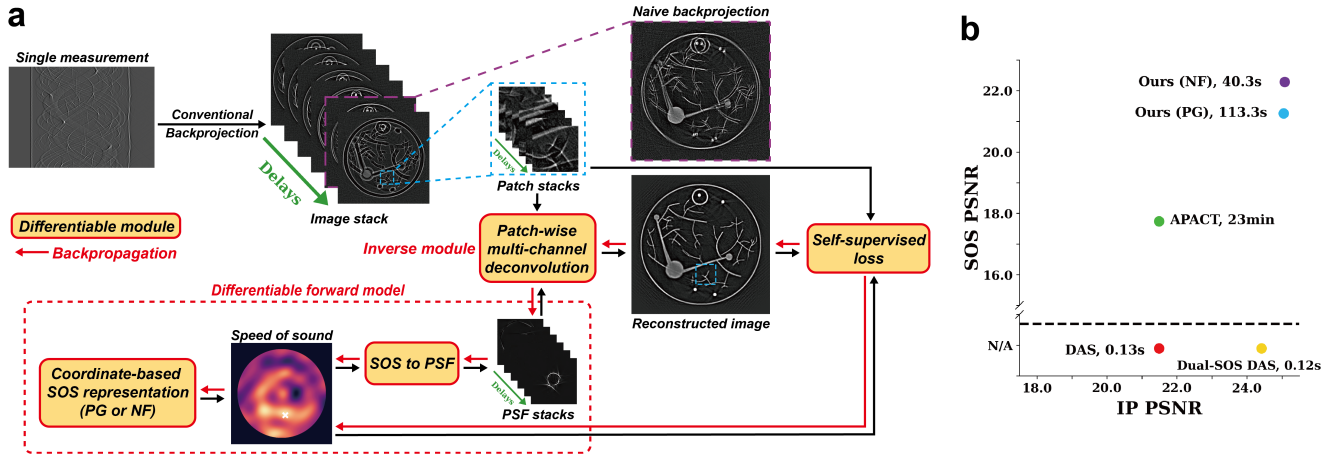 a
Single measurement
Conventional
Backprojection
Delays
Image stack
Naive backprojection
Delays
Patch stacks
Differentiable module
Backpropagation
Inverse module
Patch-wise
multi-channel
deconvolution
Reconstructed image
Self-supervised
loss
Differentiable forward model
Coordinate-based
SOS representation
(PG or NF)
Speed of sound
SOS to PSF
Delays
PSF stacks
b
SOS PSNR
22.0
20.0
18.0
16.0
N/A
Ours (NF), 40.3s
Ours (PG), 113.3s
APACT, 23min
DAS, 0.13s
Dual-SOS DAS, 0.12s
18.0
20.0
22.0
24.0
IP PSNR